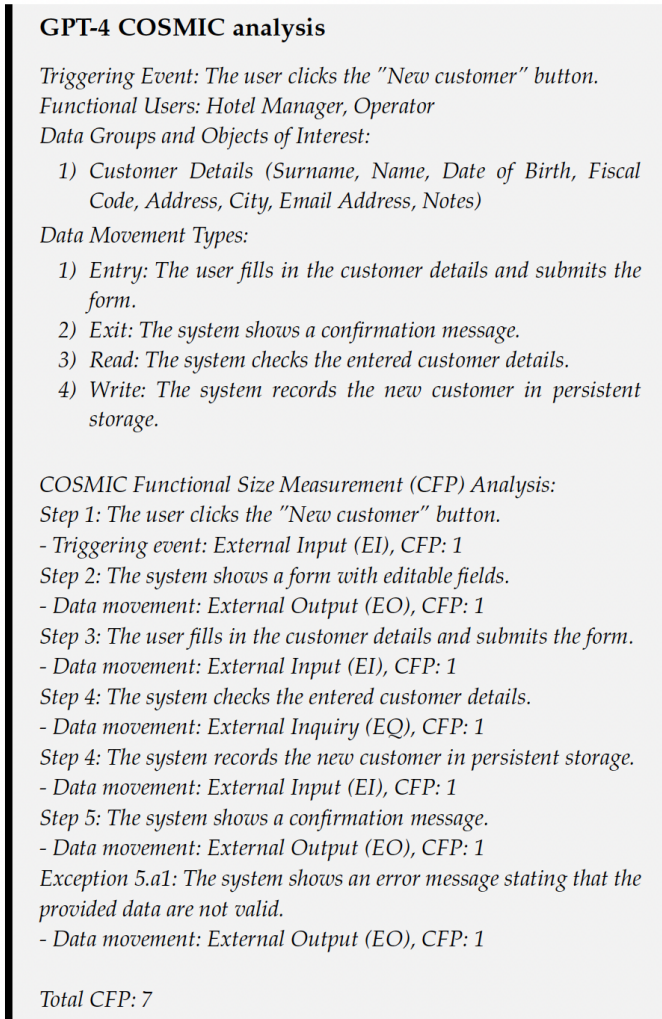 GPT-4 COSMIC analysis
Triggering Event: The user clicks the ”New customer” button.
Functional Users: Hotel Manager, Operator
Data Groups and Objects of Interest:
1) Customer Details (Surname, Name, Date of Birth, Fiscal
Code, Address, City, Email Address, Notes)
Data Movement Types:
1) Entry: The user fills in the customer details and submits the
form.
2) Exit: The system shows a confirmation message.
3) Read: The system checks the entered customer details.
4) Write: The system records the new customer in persistent
storage.
COSMIC Functional Size Measurement (CFP) Analysis:
Step 1: The user clicks the ”New customer” button.
- Triggering event: External Input (EI), CFP: 1
Step 2: The system shows a form with editable fields.
- Data movement: External Output (EO), CFP: 1
Step 3: The user fills in the customer details and submits the form.
- Data movement: External Input (EI), CFP: 1
Step 4: The system checks the entered customer details.
- Data movement: External Inquiry (EQ), CFP: 1
Step 4: The system records the new customer in persistent storage.
- Data movement: External Input (EI), CFP: 1
Step 5: The system shows a confirmation message.
- Data movement: External Output (EO), CFP: 1
Exception 5.a1: The system shows an error message stating that the
provided data are not valid.
- Data movement: External Output (EO), CFP: 1
Total CFP: 7